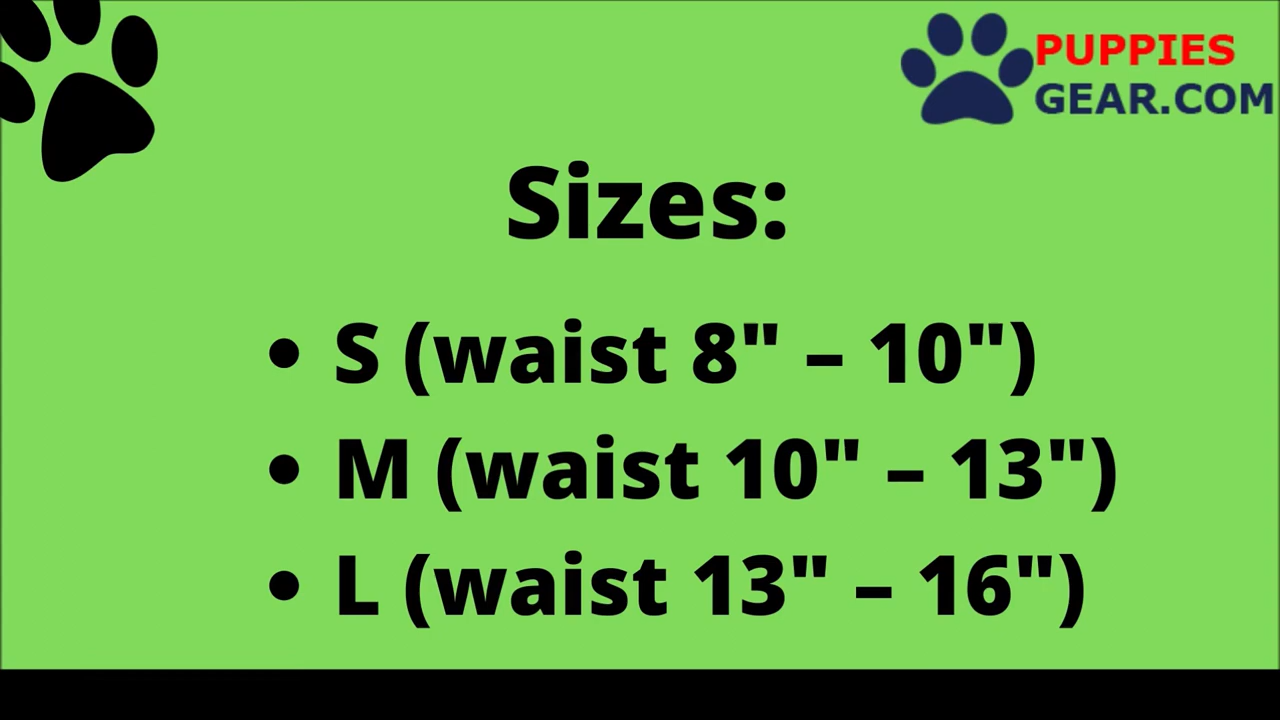 PUPPIES
GEAR.COM
Sizes:
• S (waist 8" – 10")
• M (waist 10" – 13")
• L (waist 13" – 16")